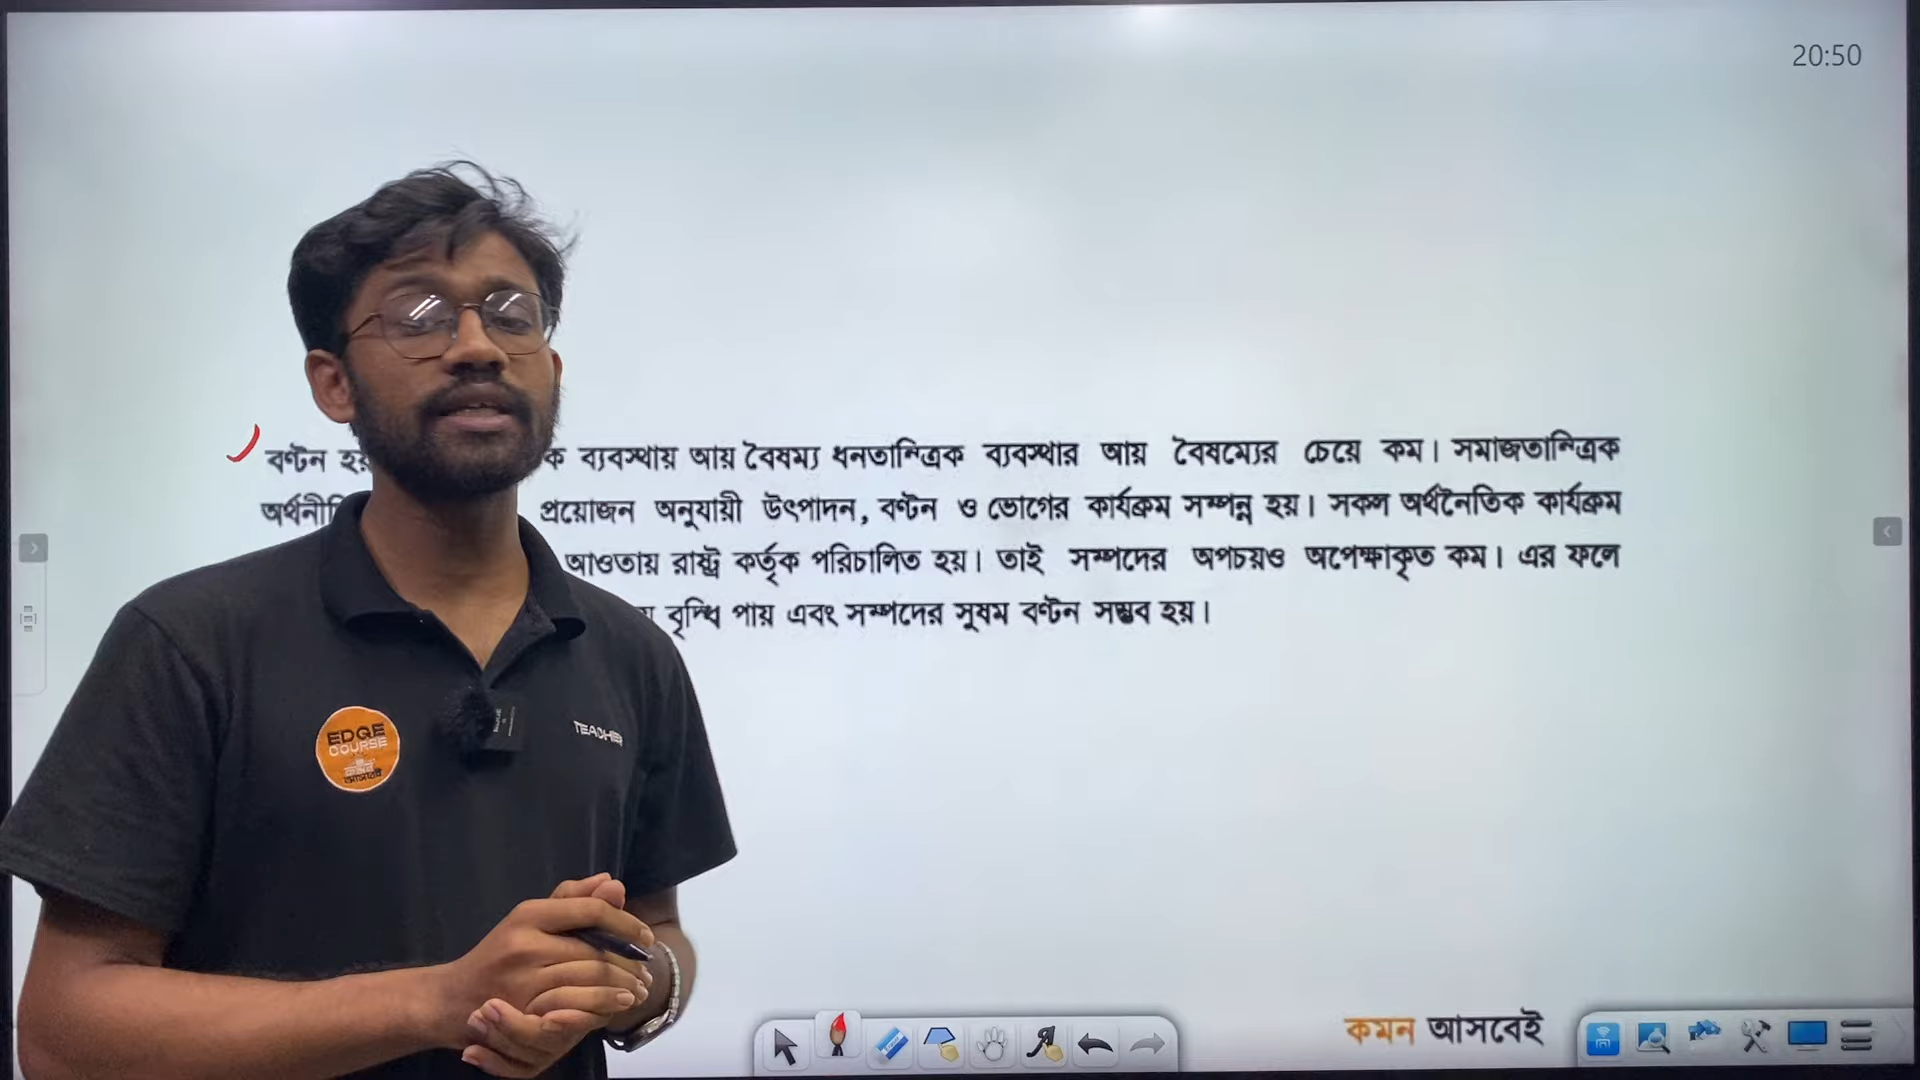 20:50
বণ্টন হয় ক ব্যবস্থায় আয় বৈষম্য ধনতান্ত্রিক ব্যবস্থার আয় বৈষম্যের চেয়ে কম। সমাজতান্ত্রিক
অর্থনীতি প্রয়োজন অনুযায়ী উৎপাদন, বণ্টন ও ভোগের কার্যক্রম সম্পন্ন হয়। সকল অর্থনৈতিক কার্যক্রম
আওতায় রাষ্ট্র কর্তৃক পরিচালিত হয়। তাই সম্পদের অপচয়ও অপেক্ষাকৃত কম। এর ফলে
বৃদ্ধি পায় এবং সম্পদের সুষম বণ্টন সম্ভব হয়।
EDGE
COURSE
কমন
আসবেই
TEACHER
কমন আসবেই